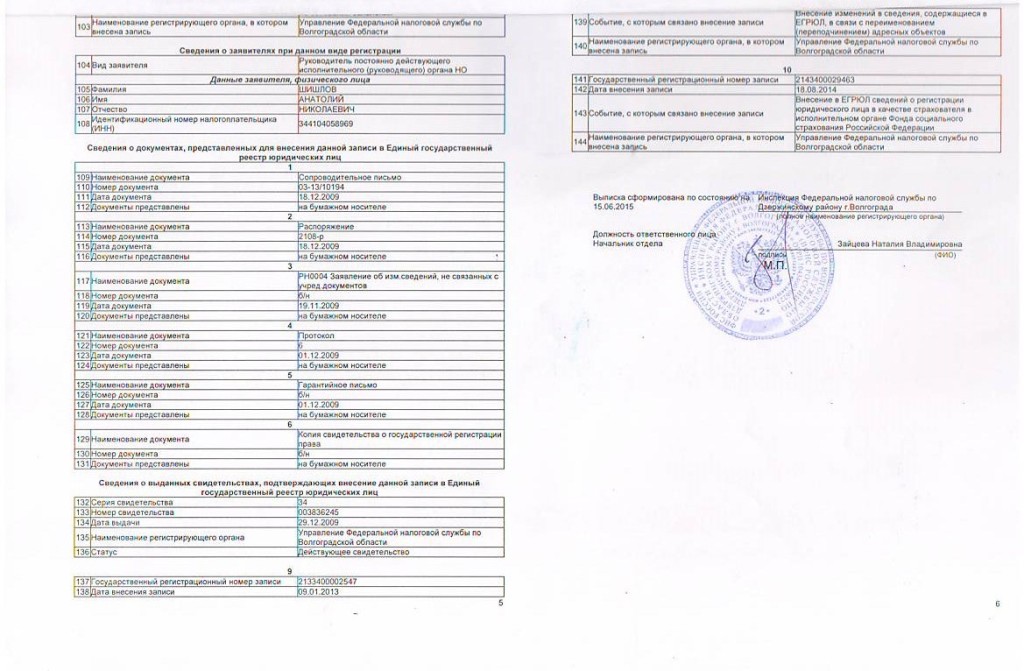 103 Наименование регистрирующего органа, в котором Управление Федеральной налоговой службы по
внесена запись Волгоградской области
Сведения о заявителях при данном виде регистрации
104 Вид заявителя Руководитель постоянно действующего
исполнительного (руководящего) органа НО
Данные заявителя, физического лица
105 Фамилия ШИШЛОВ
106 Имя АНАТОЛИЙ
107 Отчество НИКОЛАЕВИЧ
108 Идентификационный номер налогоплательщика 344104058969
(ИНН)
Сведения о документах, представленных для внесения данной записи в Единый государственный
реестр юридических лиц
1
109 Наименование документа Сопроводительное письмо
110 Номер документа 03-13/10194
111 Дата документа 18.12.2009
112 Документы представлены на бумажном носителе
2
113 Наименование документа Распоряжение
114 Номер документа 2108-р
115 Дата документа 18.12.2009
116 Документы представлены на бумажном носителе
3
117 Наименование документа РН0004 Заявление об изм.сведений, не связанных с
учред.документов
118 Номер документа б/н
119 Дата документа 19.11.2009
120 Документы представлены на бумажном носителе
4
121 Наименование документа Протокол
122 Номер документа 6
123 Дата документа 01.12.2009
124 Документы представлены на бумажном носителе
5
125 Наименование документа Гарантийное письмо
126 Номер документа б/н
127 Дата документа 01.12.2009
128 Документы представлены на бумажном носителе
6
129 Наименование документа Копия свидетельства о государственной регистрации
права
130 Номер документа б/н
131 Документы представлены на бумажном носителе
Сведения о выданных свидетельствах, подтверждающих внесение данной записи в Единый
государственный реестр юридических лиц
132 Серия свидетельства 34
133 Номер свидетельства 003836245
134 Дата выдачи 29.12.2009
135 Наименование регистрирующего органа Управление Федеральной налоговой службы по
Волгоградской области
136 Статус Действующее свидетельство
9
137 Государственный регистрационный номер записи 2133400002547
138 Дата внесения записи 09.01.2013
5
139 Событие, с которым связано внесение записи Внесение изменений в сведения, содержащиеся в
ЕГРЮЛ, в связи с переименованием
(переподчинением) адресных объектов
140 Наименование регистрирующего органа, в котором Управление Федеральной налоговой службы по
внесена запись Волгоградской области
10
141 Государственный регистрационный номер записи 2143400029463
142 Дата внесения записи 18.08.2014
143 Событие, с которым связано внесение записи Внесение в ЕГРЮЛ сведений о регистрации
юридического лица в качестве страхователя в
исполнительном органе Фонда социального
страхования Российской Федерации
144 Наименование регистрирующего органа, в котором Управление Федеральной налоговой службы по
внесена запись Волгоградской области
Выписка сформирована по состоянию на Инспекция Федеральной налоговой службы по
15.06.2015 Дзержинскому району г.Волгограда
(полное наименование регистрирующего органа)
Должность ответственного лица
Начальник отдела Зайцева Наталия Владимировна
подпись (ФИО)
М.П.
2
6